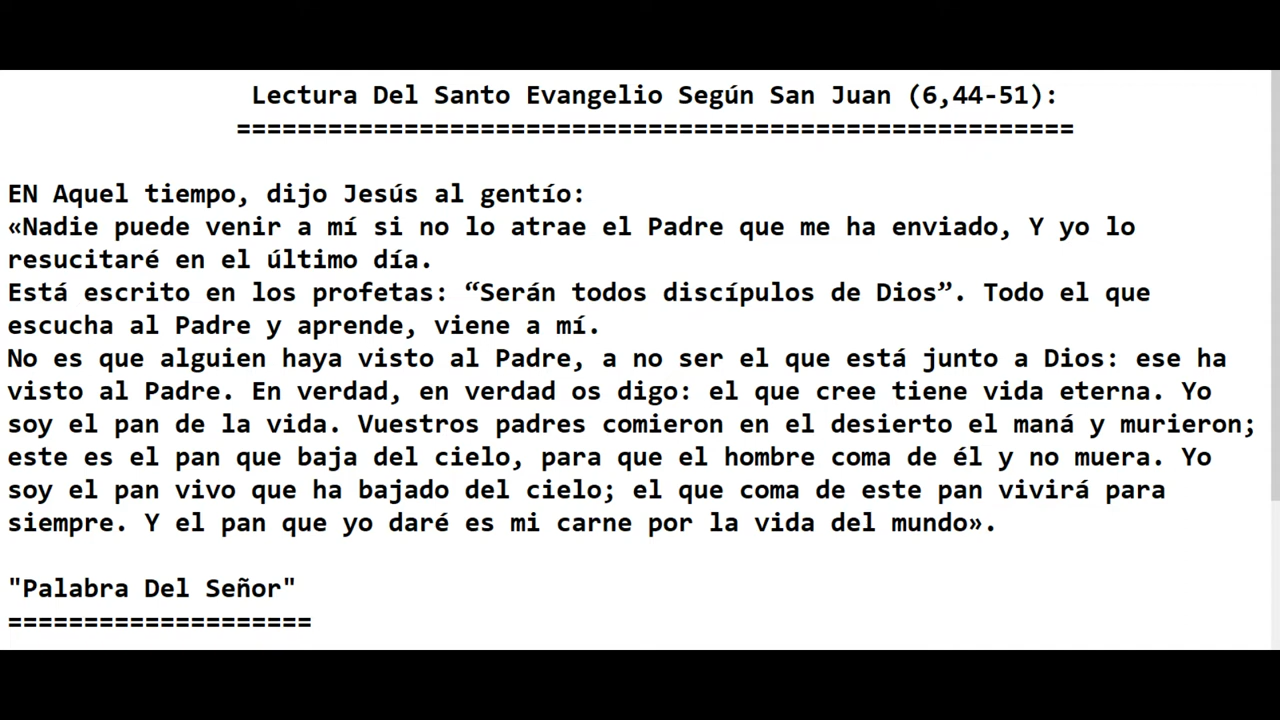 Lectura Del Santo Evangelio Según San Juan (6,44-51):
=======================================================
EN Aquel tiempo, dijo Jesús al gentío:
«Nadie puede venir a mí si no lo atrae el Padre que me ha enviado, Y yo lo
resucitaré en el último día.
Está escrito en los profetas: “Serán todos discípulos de Dios”. Todo el que
escucha al Padre y aprende, viene a mí.
No es que alguien haya visto al Padre, a no ser el que está junto a Dios: ese ha
visto al Padre. En verdad, en verdad os digo: el que cree tiene vida eterna. Yo
soy el pan de la vida. Vuestros padres comieron en el desierto el maná y murieron;
este es el pan que baja del cielo, para que el hombre coma de él y no muera. Yo
soy el pan vivo que ha bajado del cielo; el que coma de este pan vivirá para
siempre. Y el pan que yo daré es mi carne por la vida del mundo».
"Palabra Del Señor"
====================